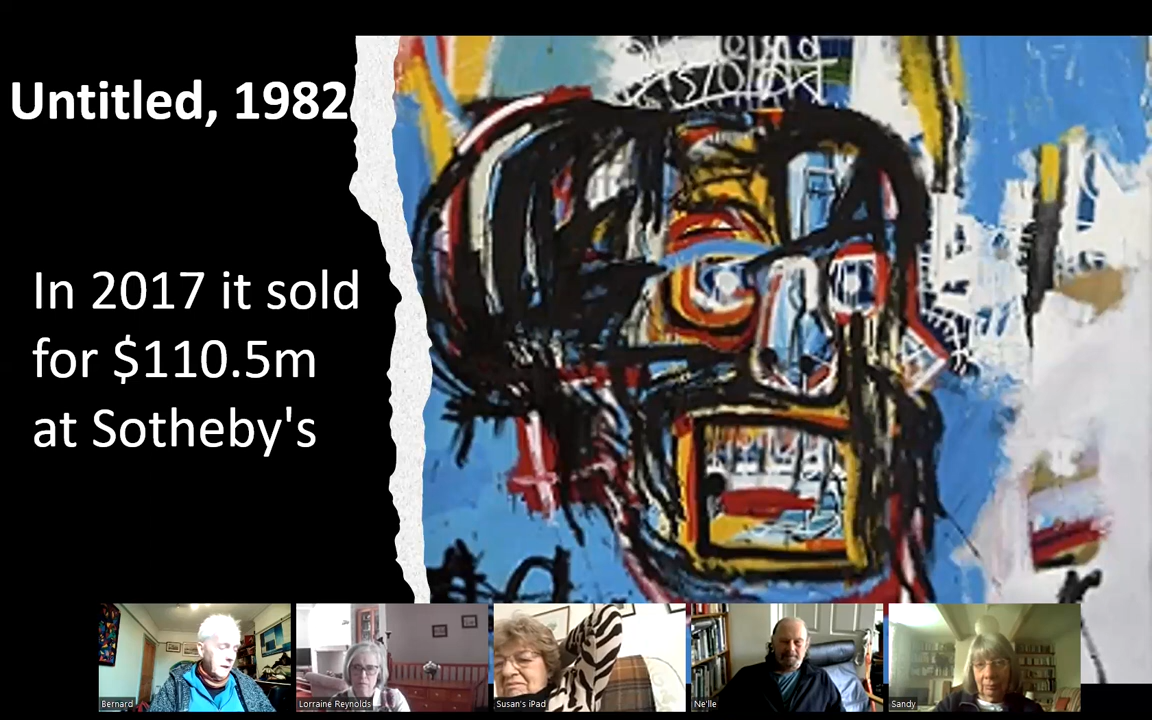 Untitled, 1982
In 2017 it sold
for $110.5m
at Sotheby's
Bernard
Lorraine Reynolds
Susan's iPad
Ne'lle
Sandy